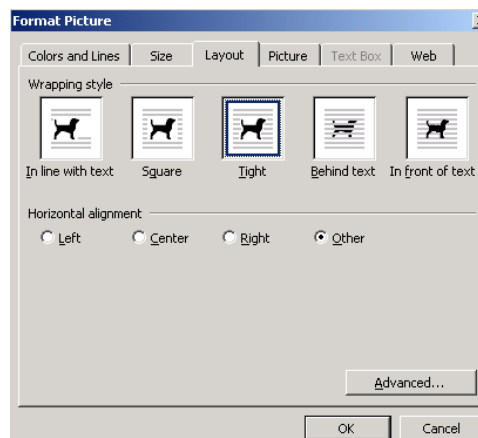 Format Picture
Colors and Lines Size Layout Picture Text Box Web
Wrapping style
In line with text Square Tight Behind text In front of text
Horizontal alignment
Left Center Right Other
Advanced...
OK Cancel